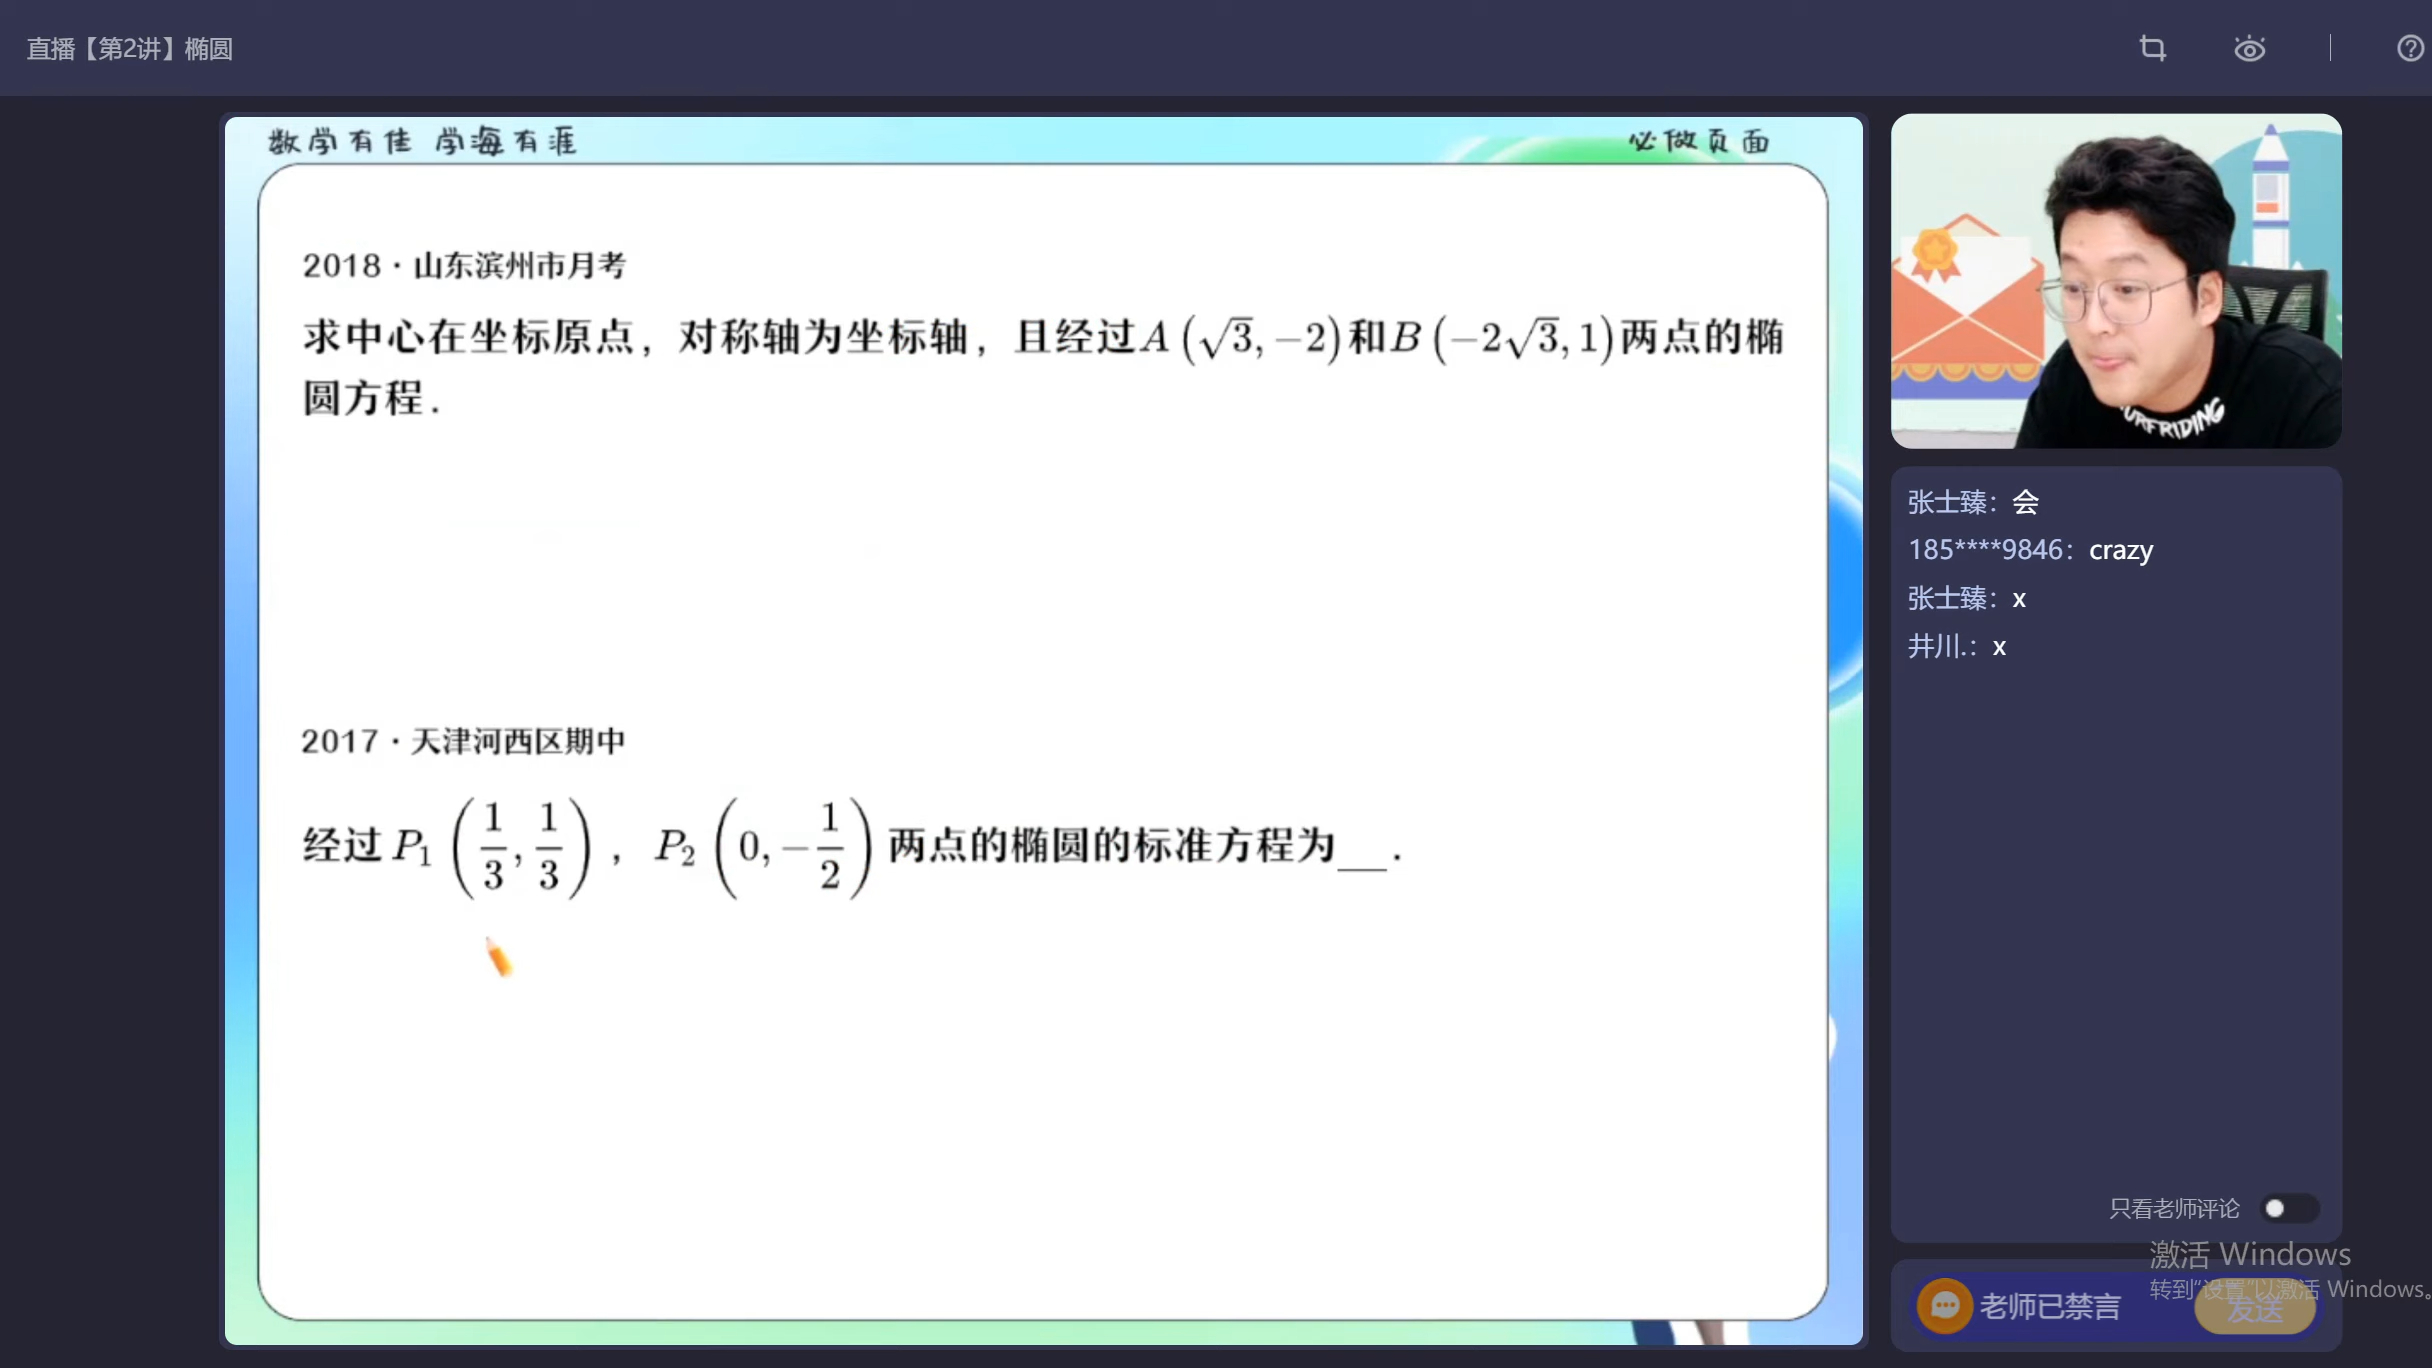 直播【第2讲】椭圆
数学有佳 学海有涯
必做页面
2018·山东滨州市月考
求中心在坐标原点，对称轴为坐标轴，且经过A(√3,−2)和B(−2√3,1)两点的椭
圆方程.
2017·天津河西区期中
经过P₁(1/3,1/3)，P₂(0,−1/2)两点的椭圆的标准方程为__.
URFRIDING
张士臻：会
185****9846：crazy
张士臻：x
井川.：x
只看老师评论
激活 Windows
转到"设置"以激活 Windows。
老师已禁言
发送